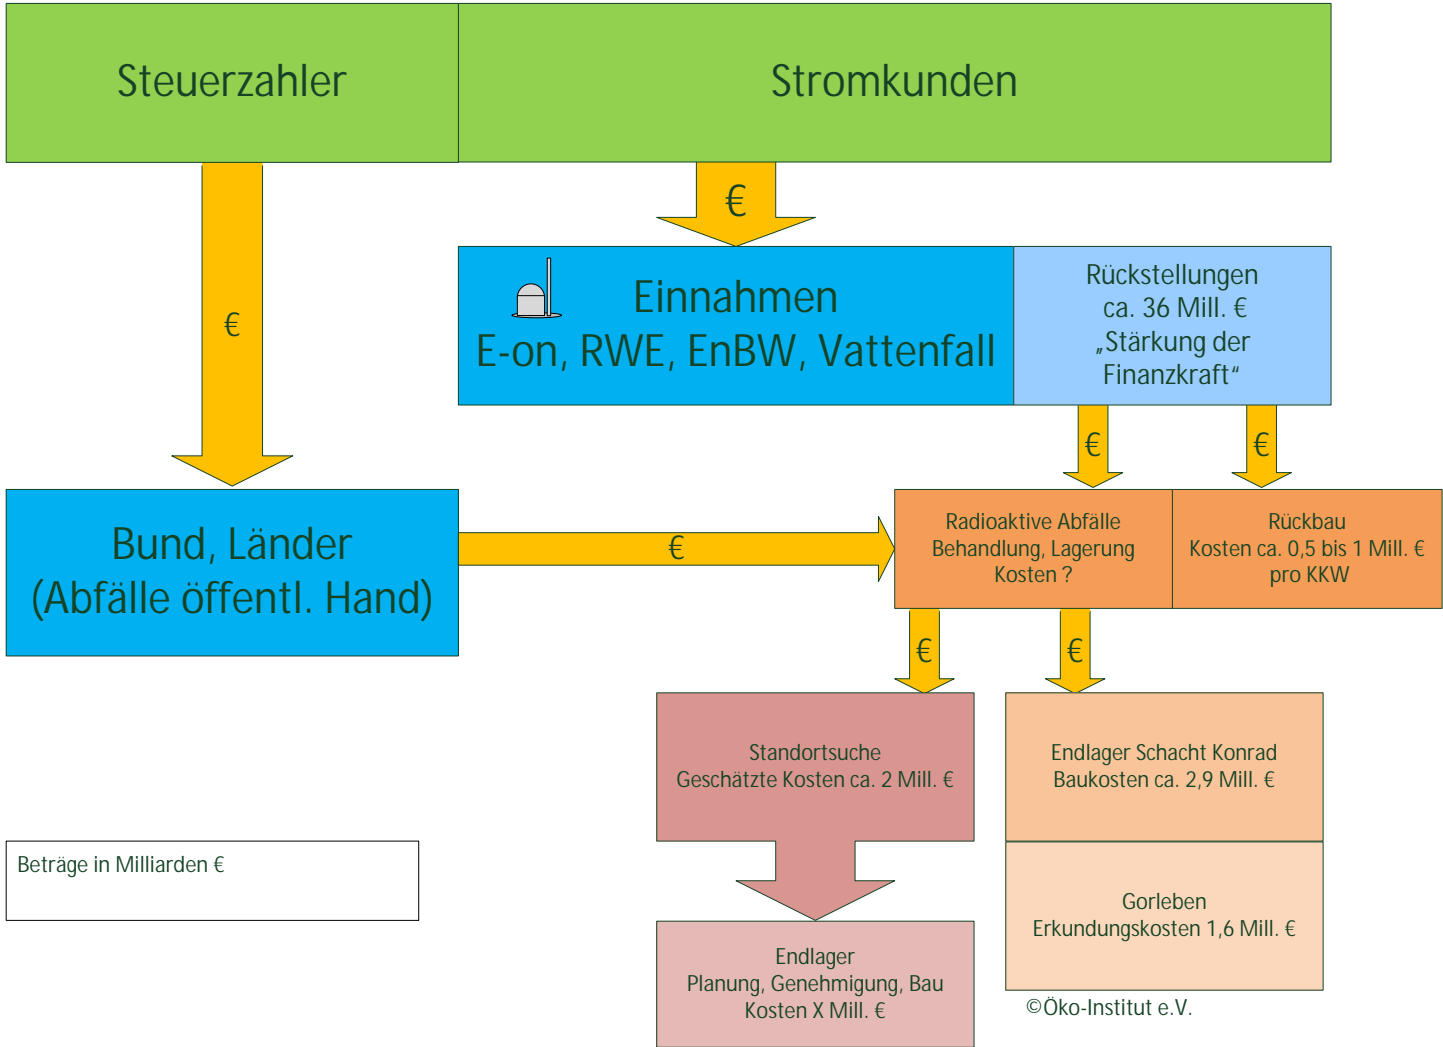 Steuerzahler
Stromkunden
€
€
Einnahmen
E-on, RWE, EnBW, Vattenfall
Rückstellungen
ca. 36 Mill. €
„Stärkung der
Finanzkraft“
€
€
Bund, Länder
(Abfälle öffentl. Hand)
€
Radioaktive Abfälle
Behandlung, Lagerung
Kosten ?
Rückbau
Kosten ca. 0,5 bis 1 Mill. €
pro KKW
€
€
Standortsuche
Geschätzte Kosten ca. 2 Mill. €
Endlager Schacht Konrad
Baukosten ca. 2,9 Mill. €
Beträge in Milliarden €
Gorleben
Erkundungskosten 1,6 Mill. €
Endlager
Planung, Genehmigung, Bau
Kosten X Mill. €
©Öko-Institut e.V.